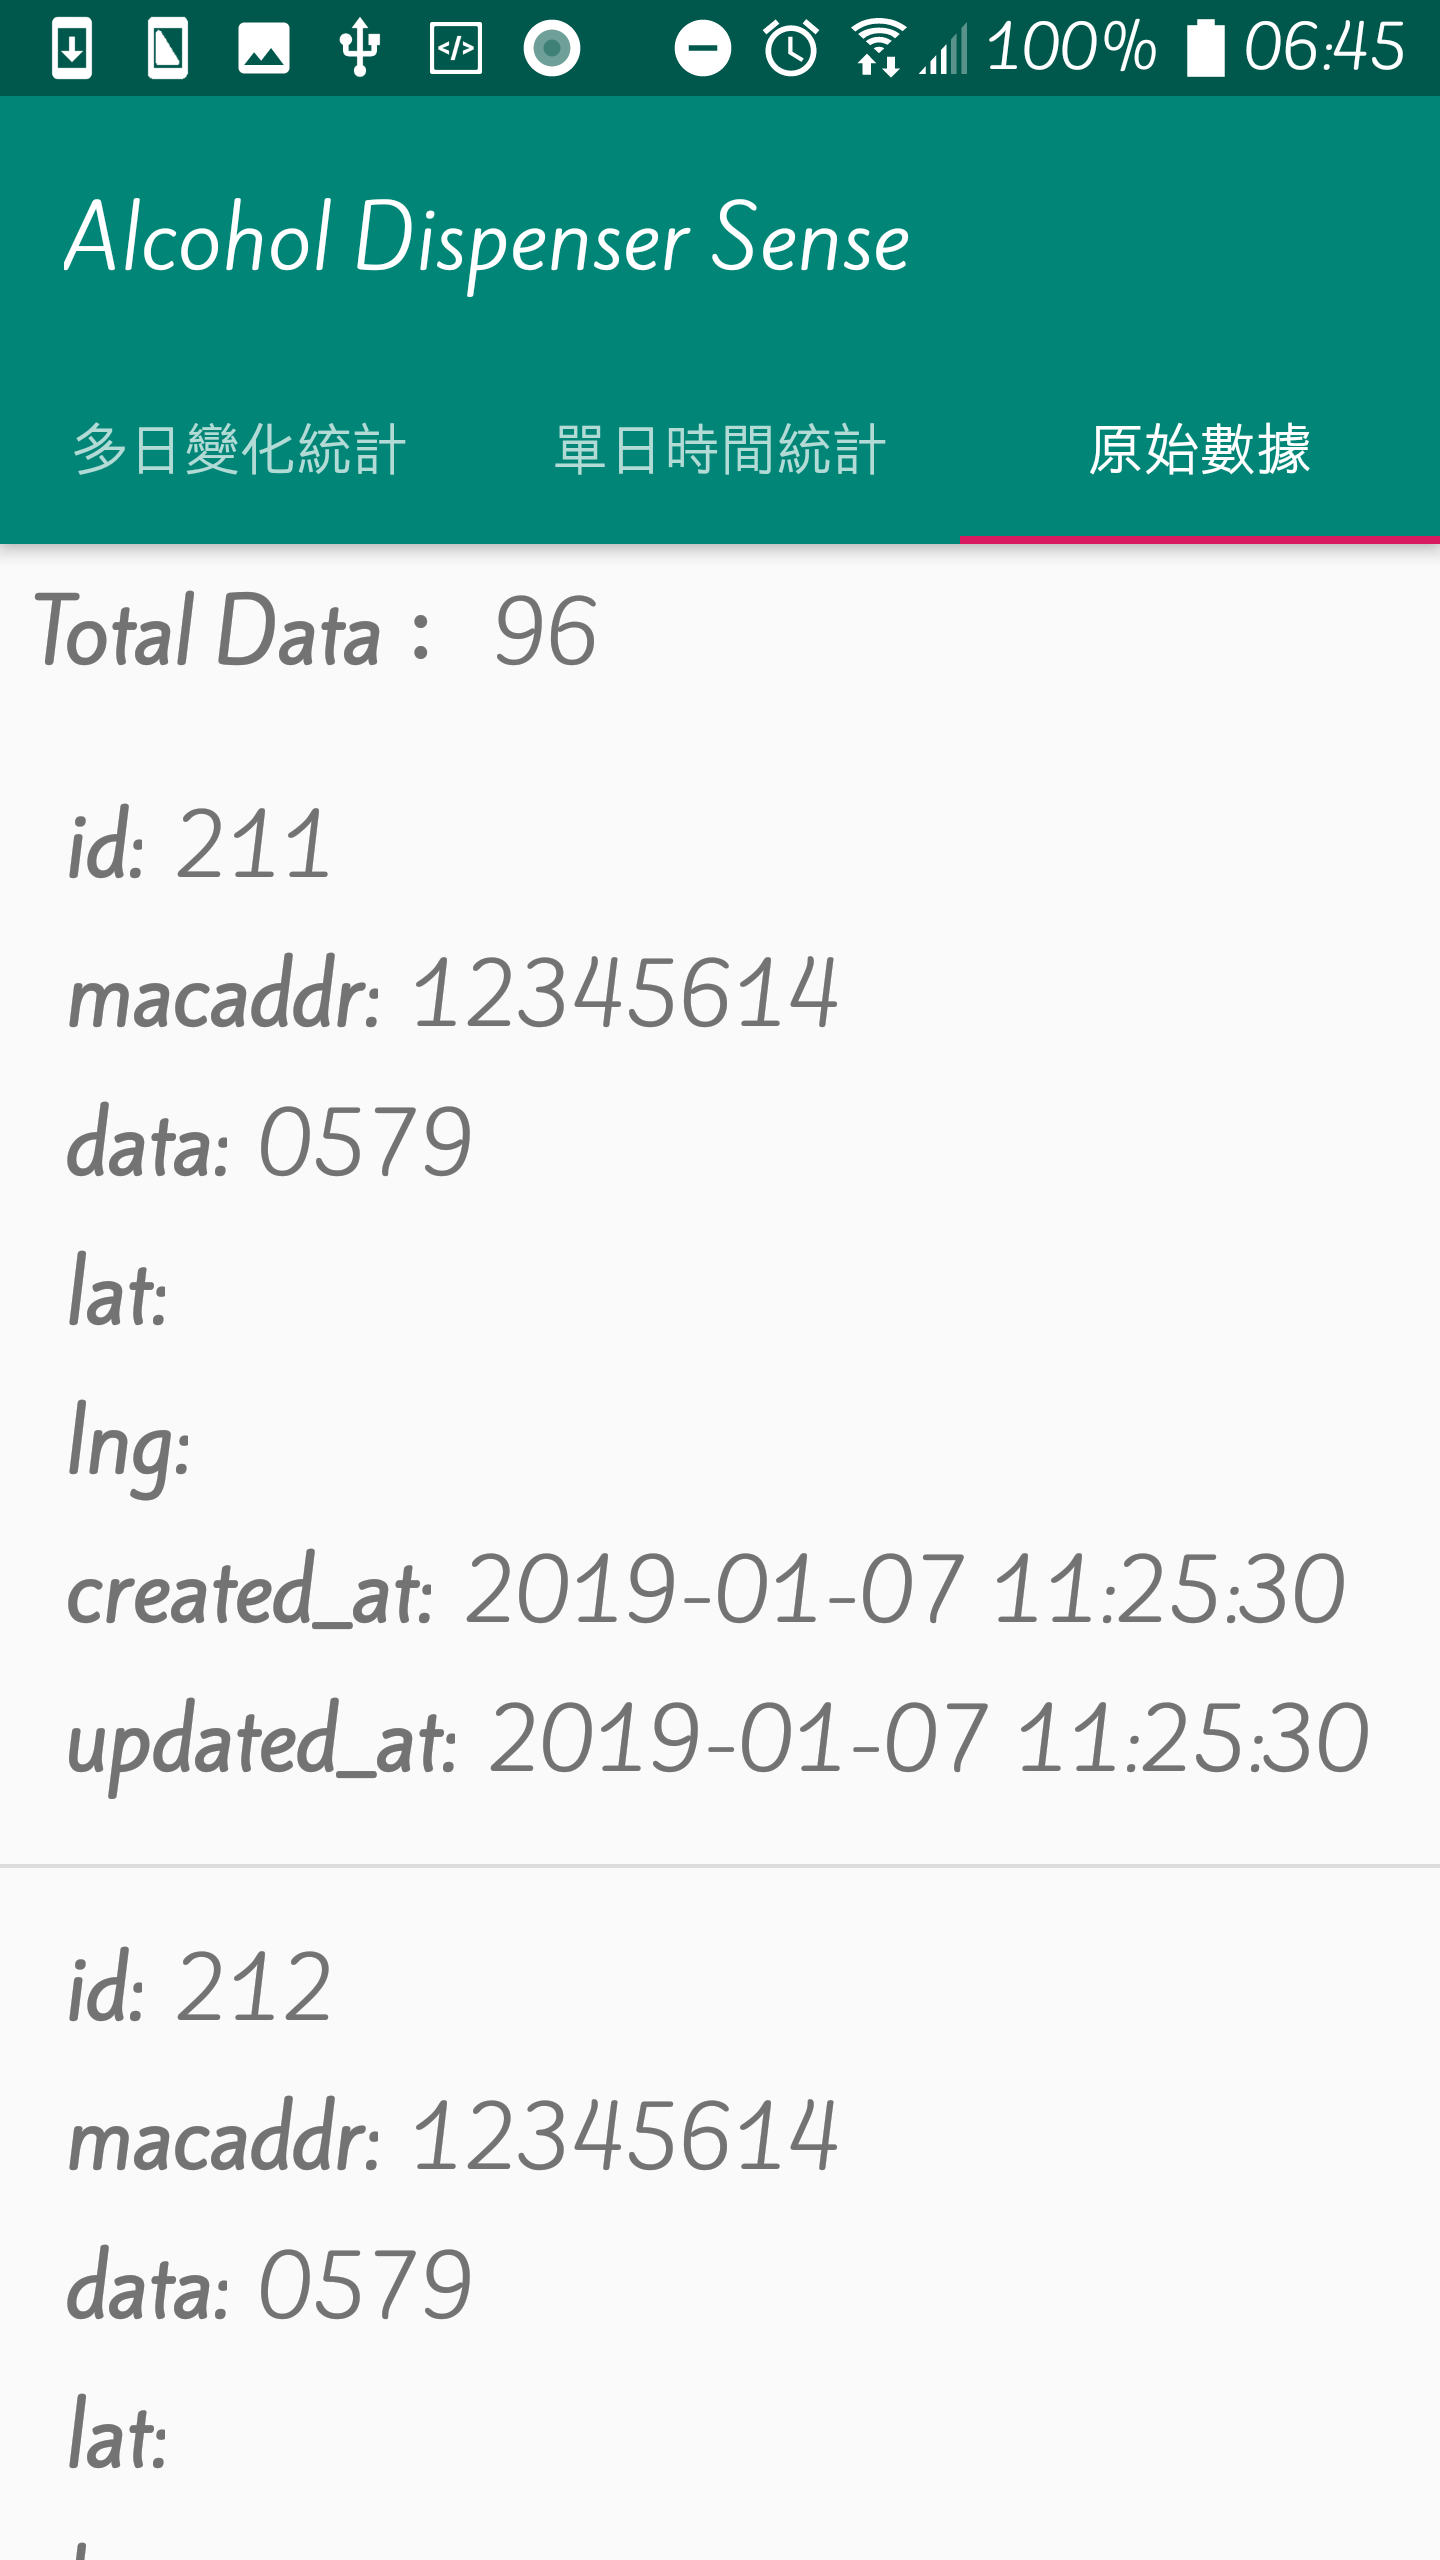 100% 06:45
Alcohol Dispenser Sense
多日變化統計 單日時間統計 原始數據
Total Data : 96
id: 211
macaddr: 12345614
data: 0579
lat:
lng:
created_at: 2019-01-07 11:25:30
updated_at: 2019-01-07 11:25:30
id: 212
macaddr: 12345614
data: 0579
lat: